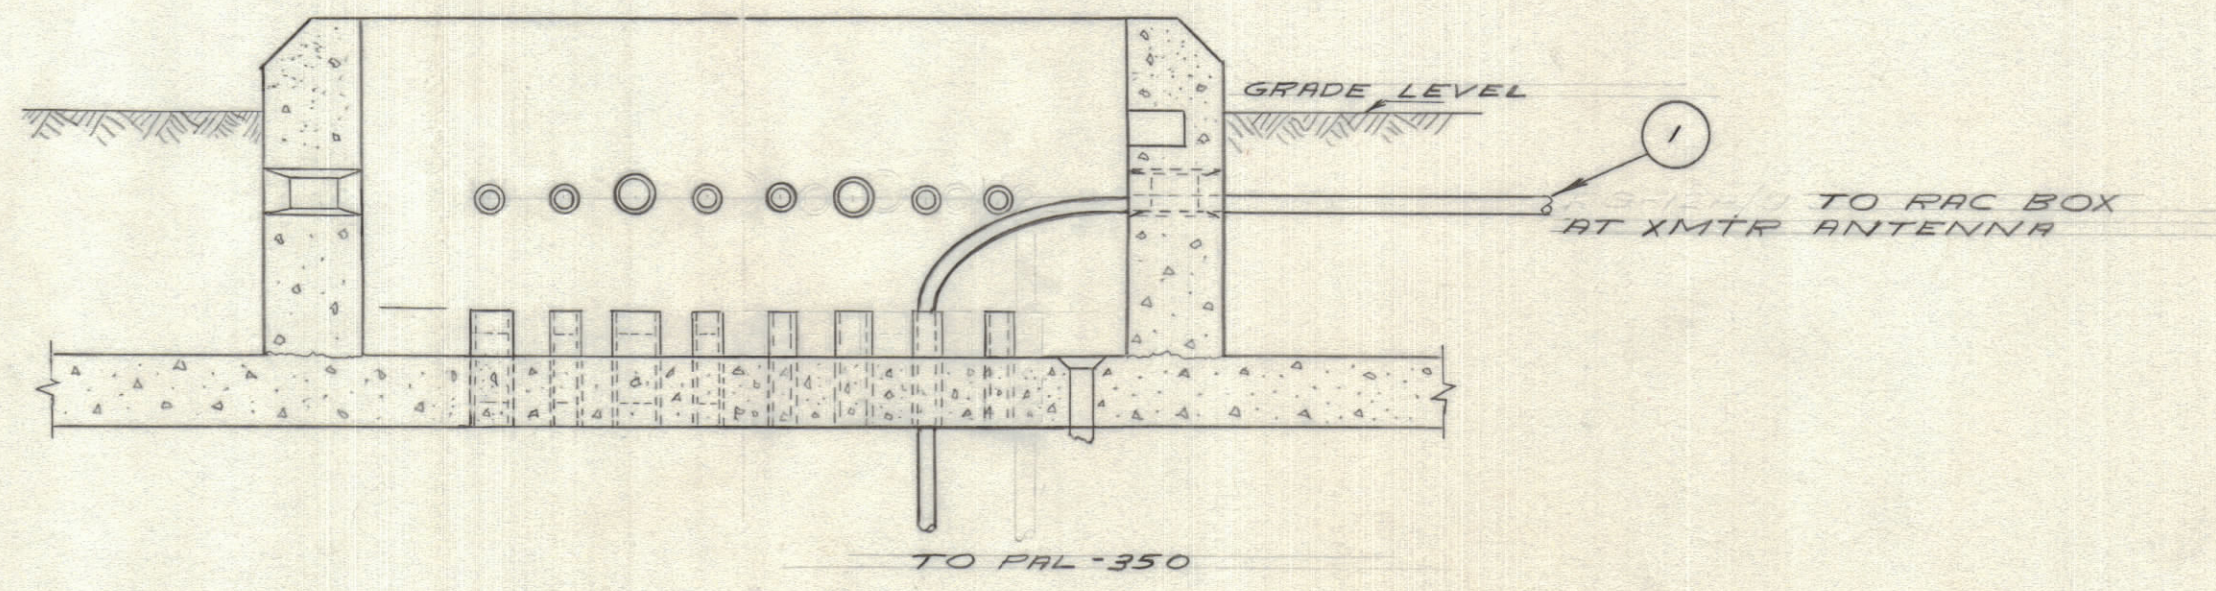 GRADE LEVEL
1
TO RAC BOX
AT XMTR ANTENNA
TO PAL-350